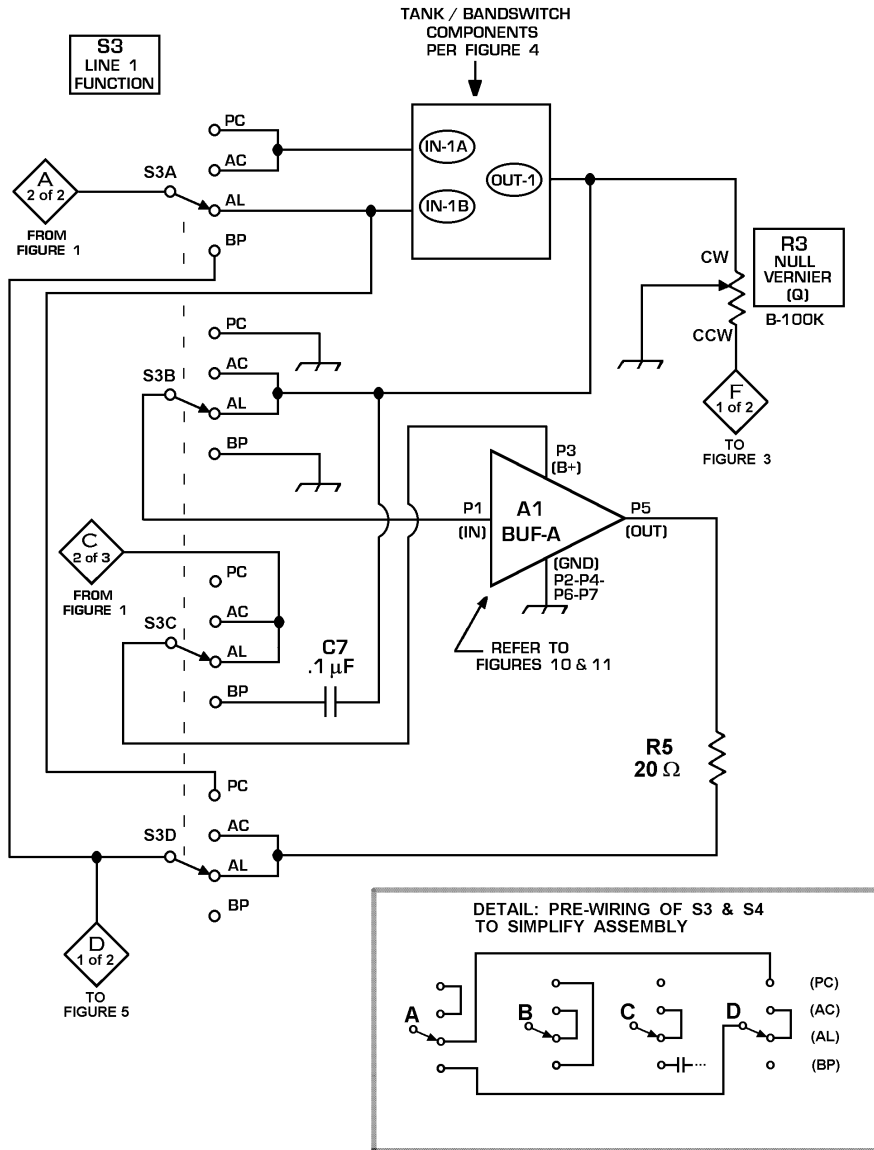 TANK / BANDSWITCH
COMPONENTS
PER FIGURE 4
S3
LINE 1
FUNCTION
PC
IN-1A
AC
S3A
OUT-1
A
2 of 2
AL
IN-1B
FROM
FIGURE 1
BP
CW
R3
NULL
VERNIER
(Q)
B-100K
CCW
PC
AC
S3B
AL
F
1 of 2
TO
FIGURE 3
BP
P3
(B+)
P1
(IN)
A1
BUF-A
P5
(OUT)
C
2 of 3
FROM
FIGURE 1
(GND)
P2-P4-
P6-P7
PC
AC
S3C
AL
REFER TO
FIGURES 10 & 11
C7
.1 µF
BP
R5
20 Ω
PC
AC
S3D
AL
BP
D
1 of 2
TO
FIGURE 5
DETAIL: PRE-WIRING OF S3 & S4
TO SIMPLIFY ASSEMBLY
(PC)
A B C D (AC)
(AL)
(BP)